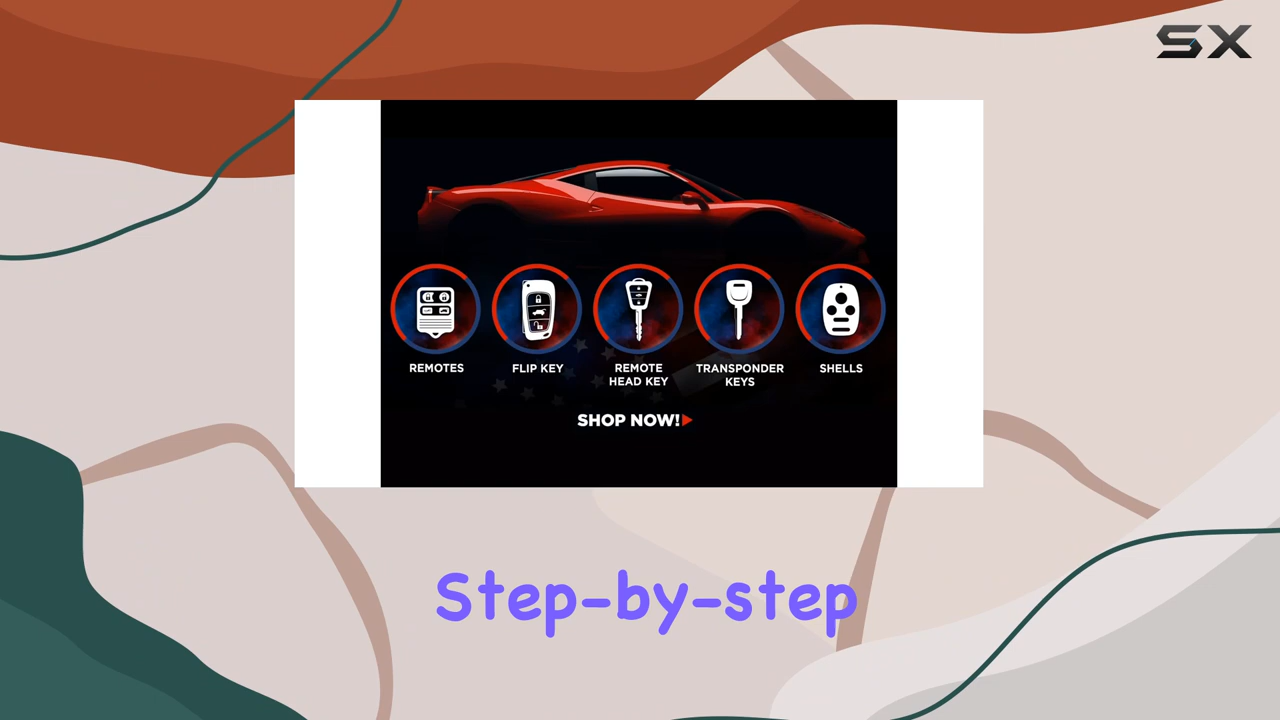 SX
REMOTES
FLIP KEY
REMOTE
HEAD KEY
TRANSPONDER
KEYS
SHELLS
SHOP NOW!
Step-by-step